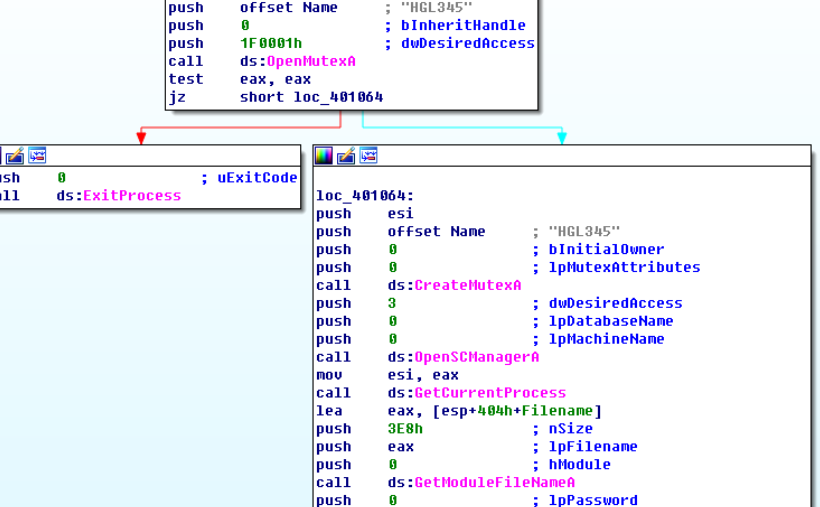 push offset Name ; "HGL345"
push 0 ; bInheritHandle
push 1F0001h ; dwDesiredAccess
call ds:OpenMutexA
test eax, eax
jz short loc_401064
ush 0 ; uExitCode
all ds:ExitProcess
loc_401064:
push esi
push offset Name ; "HGL345"
push 0 ; bInitialOwner
push 0 ; lpMutexAttributes
call ds:CreateMutexA
push 3 ; dwDesiredAccess
push 0 ; lpDatabaseName
push 0 ; lpMachineName
call ds:OpenSCManagerA
mov esi, eax
call ds:GetCurrentProcess
lea eax, [esp+404h+Filename]
push 3E8h ; nSize
push eax ; lpFilename
push 0 ; hModule
call ds:GetModuleFileNameA
push 0 ; lpPassword